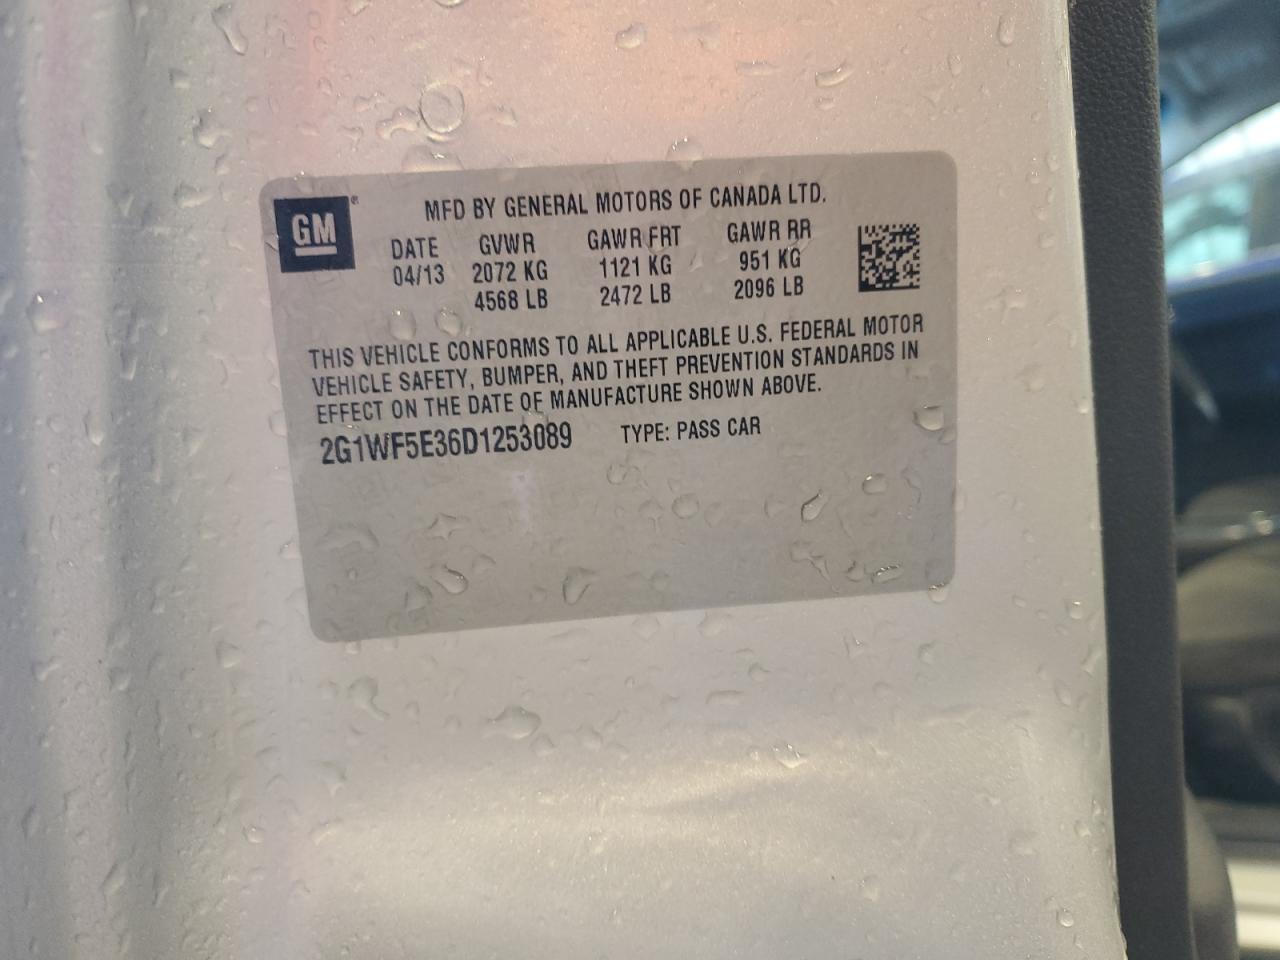 GM®
MFD BY GENERAL MOTORS OF CANADA LTD.
DATE GVWR GAWR FRT GAWR RR
04/13 2072 KG 1121 KG 951 KG
4568 LB 2472 LB 2096 LB
THIS VEHICLE CONFORMS TO ALL APPLICABLE U.S. FEDERAL MOTOR
VEHICLE SAFETY, BUMPER, AND THEFT PREVENTION STANDARDS IN
EFFECT ON THE DATE OF MANUFACTURE SHOWN ABOVE.
2G1WF5E36D1253089 TYPE: PASS CAR